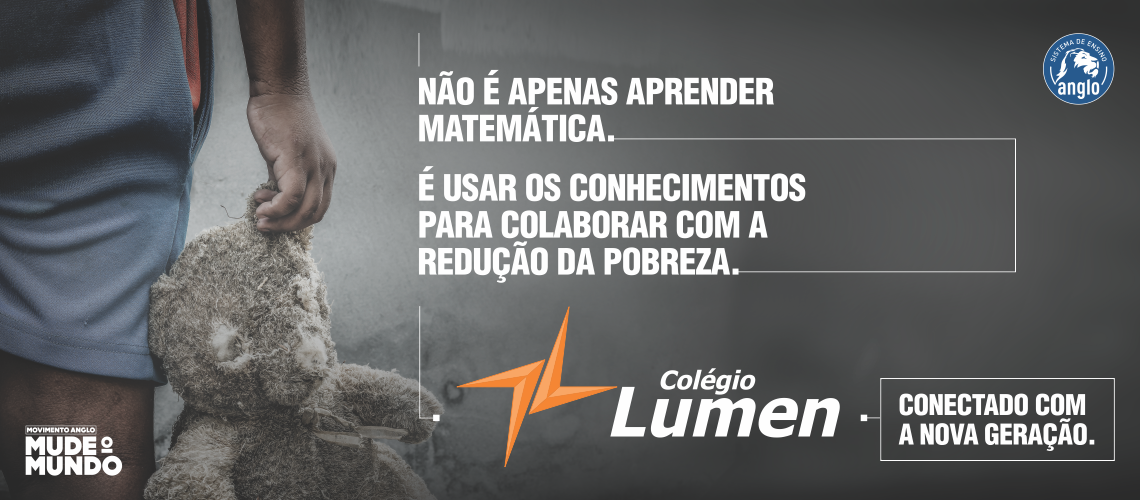 SISTEMA DE ENSINO
anglo
NÃO É APENAS APRENDER
MATEMÁTICA.
É USAR OS CONHECIMENTOS
PARA COLABORAR COM A
REDUÇÃO DA POBREZA.
Colégio
Lumen
CONECTADO COM
A NOVA GERAÇÃO.
MOVIMENTO ANGLO
MUDE O
MUNDO